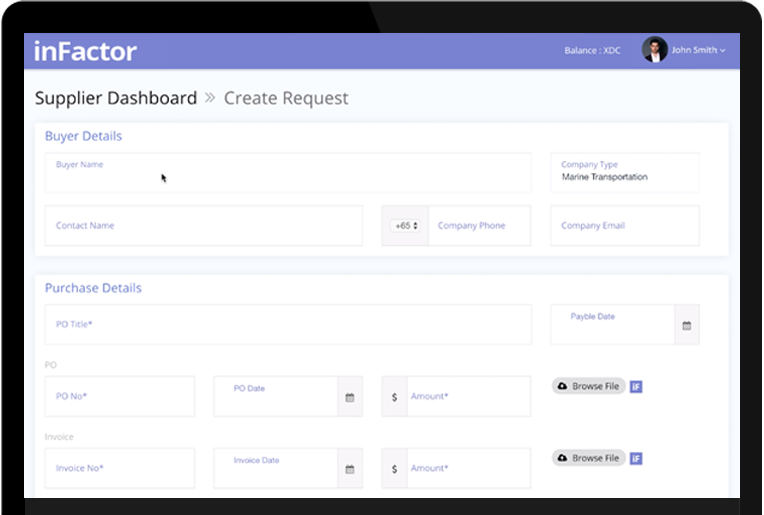 inFactor
Balance : XDC
John Smith
Supplier Dashboard » Create Request
Buyer Details
Buyer Name
Company Type
Marine Transportation
Contact Name
+65
Company Phone
Company Email
Purchase Details
PO Title*
Payble Date
PO
PO No*
PO Date
$ Amount*
Browse File
iF
Invoice
Invoice No*
Invoice Date
$ Amount*
Browse File
iF